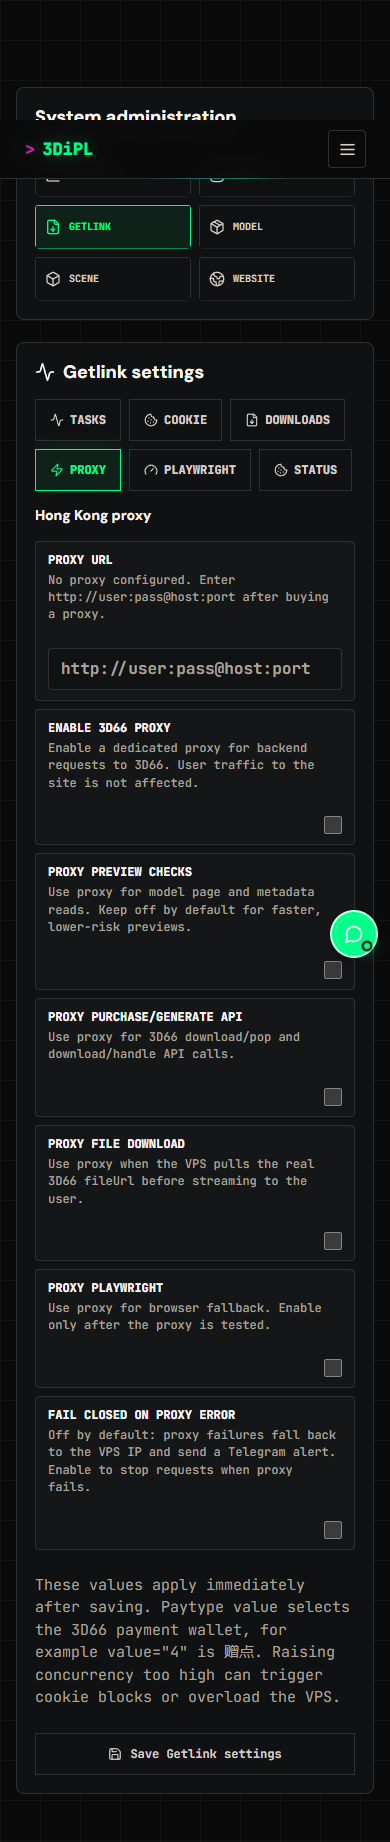 System administration
> 3DiPL
GETLINK
MODEL
SCENE
WEBSITE
Getlink settings
TASKS
COOKIE
DOWNLOADS
PROXY
PLAYWRIGHT
STATUS
Hong Kong proxy
PROXY URL
No proxy configured. Enter
http://user:pass@host:port after buying
a proxy.
http://user:pass@host:port
ENABLE 3D66 PROXY
Enable a dedicated proxy for backend
requests to 3D66. User traffic to the
site is not affected.
PROXY PREVIEW CHECKS
Use proxy for model page and metadata
reads. Keep off by default for faster,
lower-risk previews.
PROXY PURCHASE/GENERATE API
Use proxy for 3D66 download/pop and
download/handle API calls.
PROXY FILE DOWNLOAD
Use proxy when the VPS pulls the real
3D66 fileUrl before streaming to the
user.
PROXY PLAYWRIGHT
Use proxy for browser fallback. Enable
only after the proxy is tested.
FAIL CLOSED ON PROXY ERROR
Off by default: proxy failures fall back
to the VPS IP and send a Telegram alert.
Enable to stop requests when proxy
fails.
These values apply immediately
after saving. Paytype value selects
the 3D66 payment wallet, for
example value="4" is 赠点. Raising
concurrency too high can trigger
cookie blocks or overload the VPS.
Save Getlink settings